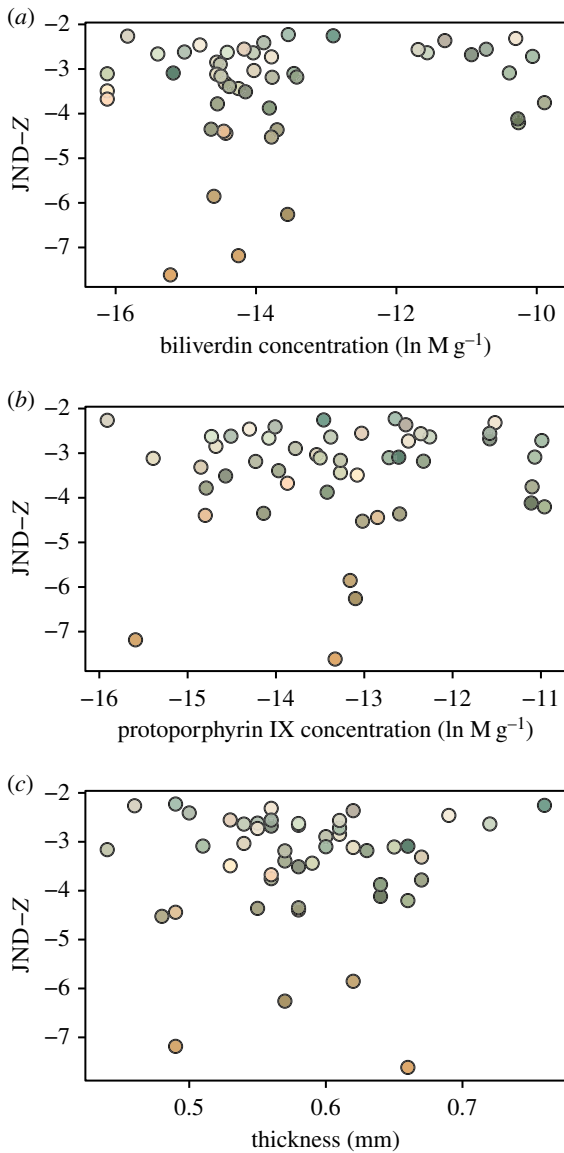 (a)
−2
−3
−4
−5
−6
−7
JND−Z
−16 −14 −12 −10
biliverdin concentration (ln M g⁻¹)
(b)
−2
−3
−4
−5
−6
−7
JND−Z
−16 −15 −14 −13 −12 −11
protoporphyrin IX concentration (ln M g⁻¹)
(c)
−2
−3
−4
−5
−6
−7
JND−Z
0.5 0.6 0.7
thickness (mm)